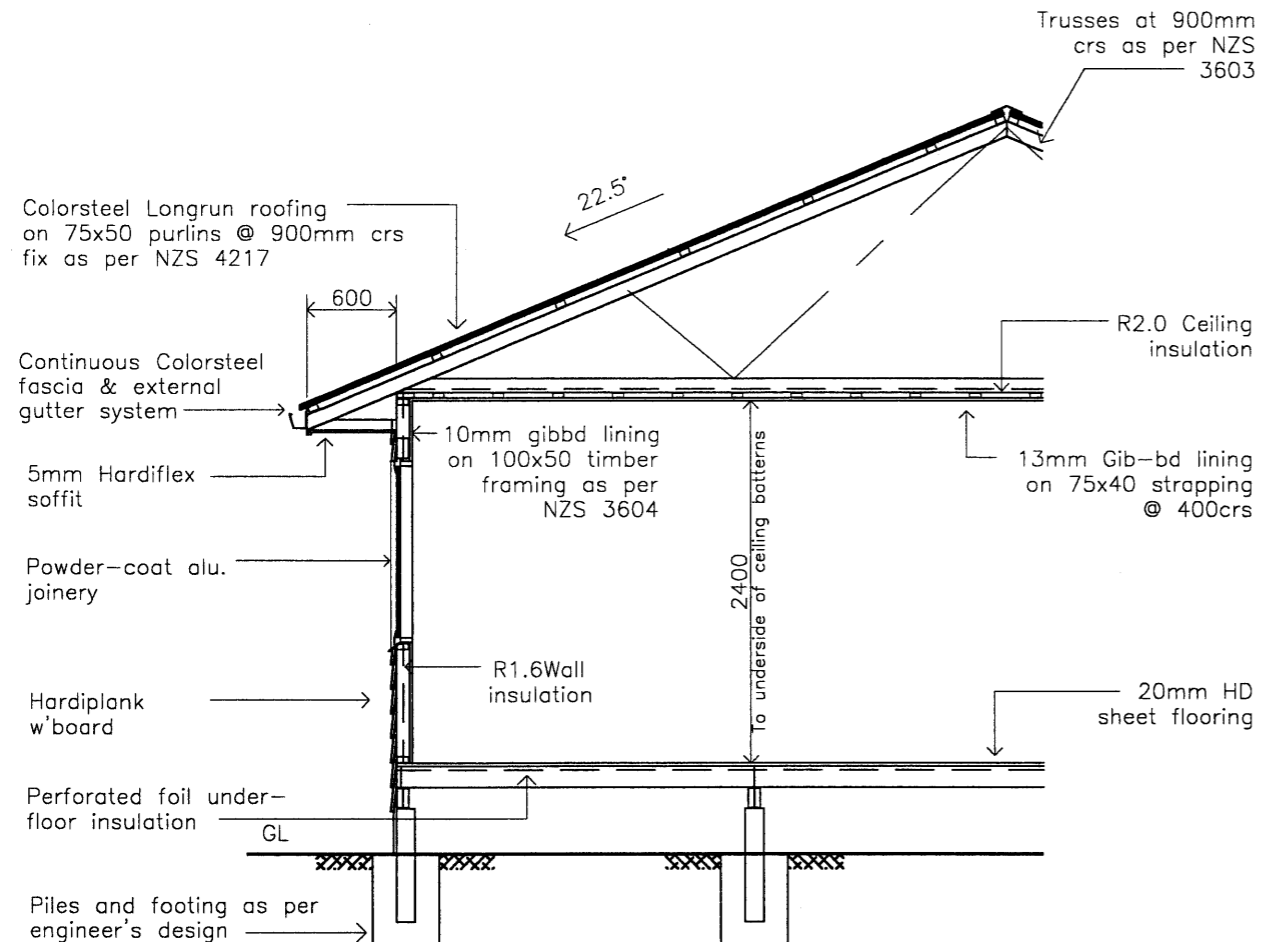 Trusses at 900mm
crs as per NZS
3603
22.5°
Colorsteel Longrun roofing
on 75x50 purlins @ 900mm crs
fix as per NZS 4217
600
R2.0 Ceiling
insulation
Continuous Colorsteel
fascia & external
gutter system
10mm gibbd lining
on 100x50 timber
framing as per
NZS 3604
13mm Gib-bd lining
on 75x40 strapping
@ 400crs
5mm Hardiflex
soffit
2400
To underside of ceiling batterns
Powder-coat alu.
joinery
R1.6Wall
insulation
Hardiplank
w'board
20mm HD
sheet flooring
Perforated foil under-
floor insulation
GL
Piles and footing as per
engineer's design